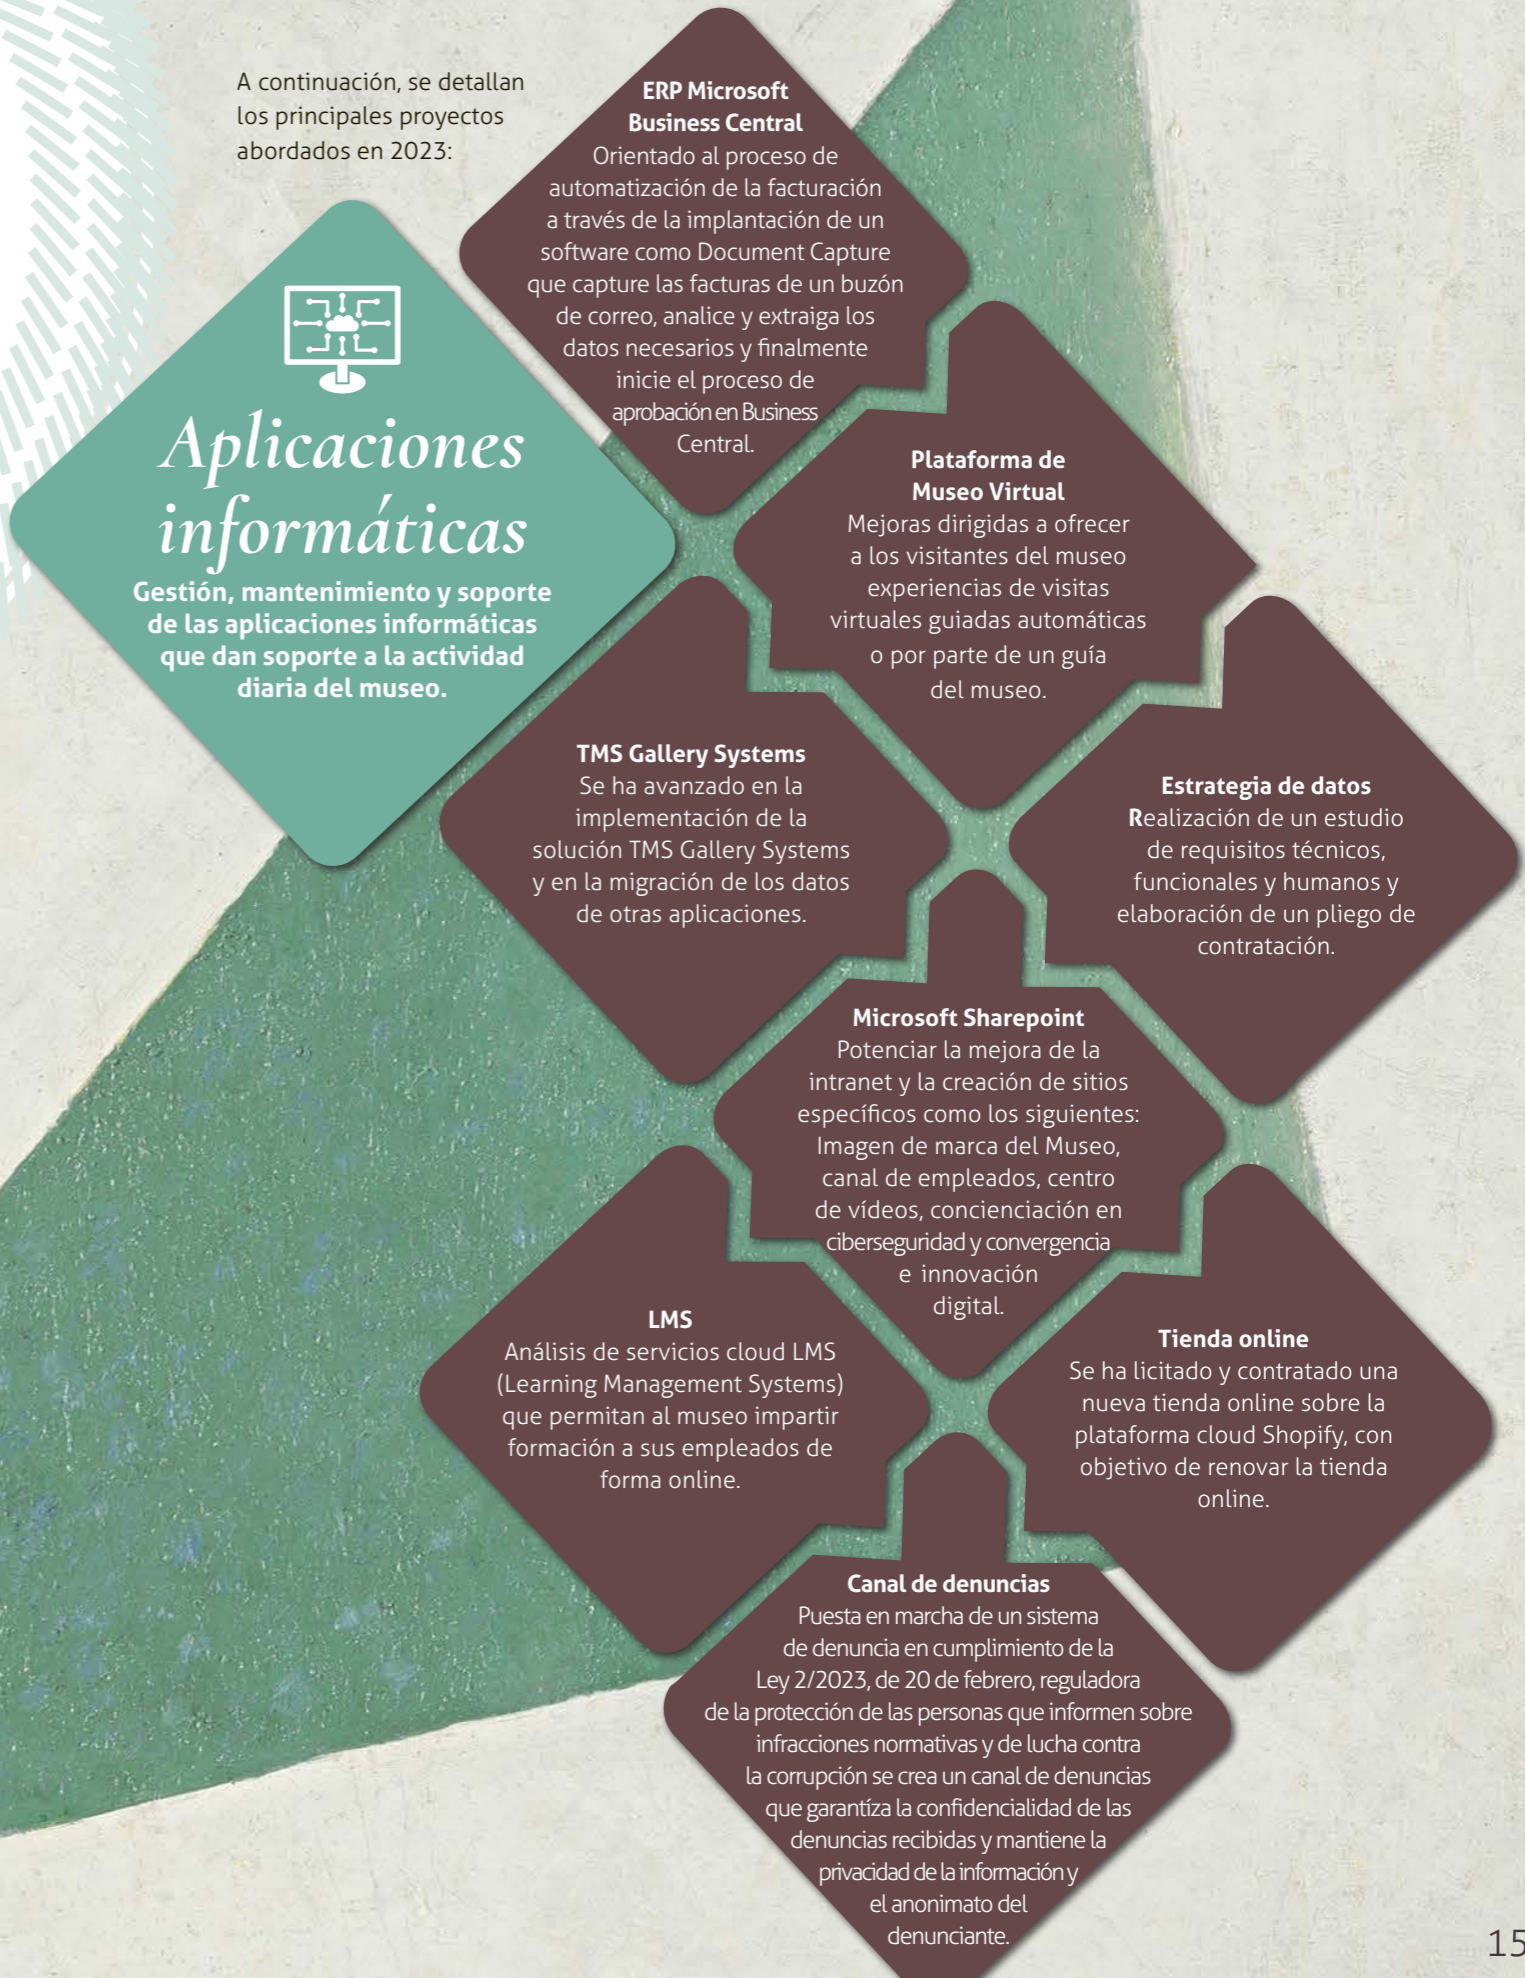 A continuación, se detallan
los principales proyectos
abordados en 2023:
Aplicaciones
informáticas
Gestión, mantenimiento y soporte
de las aplicaciones informáticas
que dan soporte a la actividad
diaria del museo.
ERP Microsoft
Business Central
Orientado al proceso de
automatización de la facturación
a través de la implantación de un
software como Document Capture
que capture las facturas de un buzón
de correo, analice y extraiga los
datos necesarios y finalmente
inicie el proceso de
aprobación en Business
Central.
Plataforma de
Museo Virtual
Mejoras dirigidas a ofrecer
a los visitantes del museo
experiencias de visitas
virtuales guiadas automáticas
o por parte de un guía
del museo.
TMS Gallery Systems
Se ha avanzado en la
implementación de la
solución TMS Gallery Systems
y en la migración de los datos
de otras aplicaciones.
Estrategia de datos
Realización de un estudio
de requisitos técnicos,
funcionales y humanos y
elaboración de un pliego de
contratación.
Microsoft Sharepoint
Potenciar la mejora de la
intranet y la creación de sitios
específicos como los siguientes:
Imagen de marca del Museo,
canal de empleados, centro
de vídeos, concienciación en
ciberseguridad y convergencia
e innovación
digital.
LMS
Análisis de servicios cloud LMS
(Learning Management Systems)
que permitan al museo impartir
formación a sus empleados de
forma online.
Tienda online
Se ha licitado y contratado una
nueva tienda online sobre la
plataforma cloud Shopify, con
objetivo de renovar la tienda
online.
Canal de denuncias
Puesta en marcha de un sistema
de denuncia en cumplimiento de la
Ley 2/2023, de 20 de febrero, reguladora
de la protección de las personas que informen sobre
infracciones normativas y de lucha contra
la corrupción se crea un canal de denuncias
que garantíza la confidencialidad de las
denuncias recibidas y mantiene la
privacidad de la información y
el anonimato del
denunciante.
15